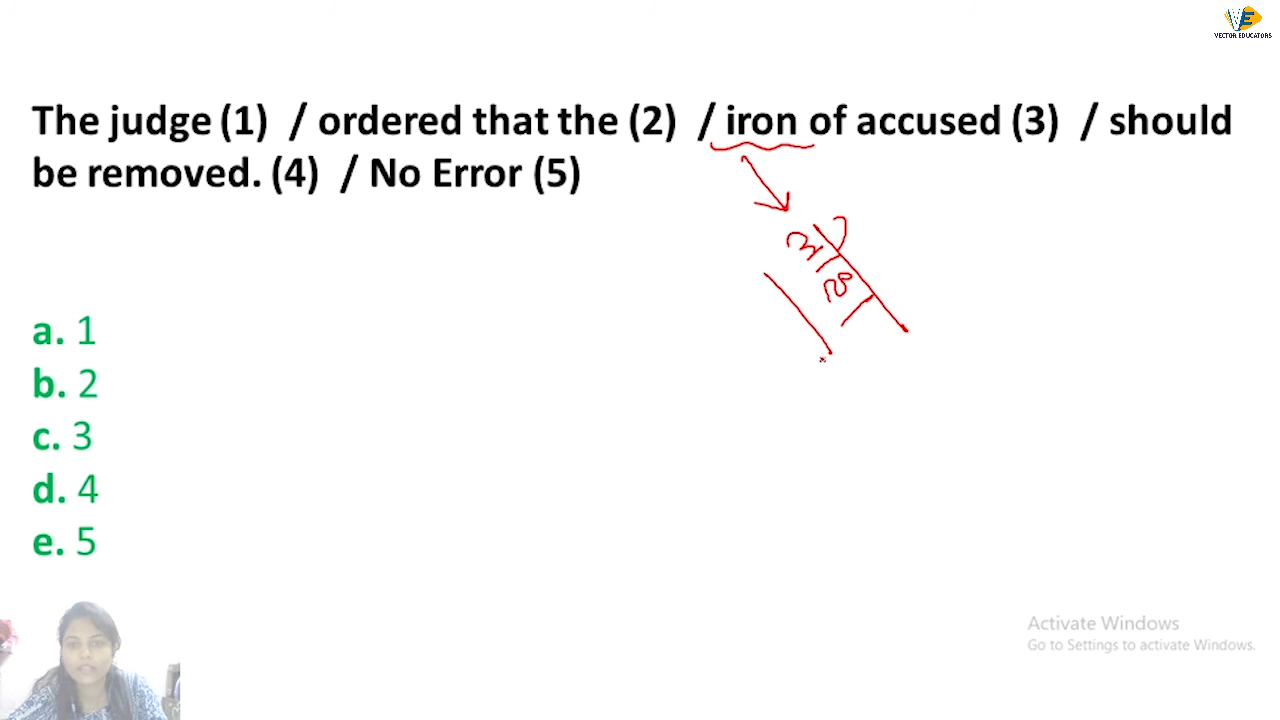 VECTOR EDUCATORS
The judge (1) / ordered that the (2) / iron of accused (3) / should
be removed. (4) / No Error (5)
a. 1
b. 2
c. 3
d. 4
e. 5
Activate Windows
Go to Settings to activate Windows.